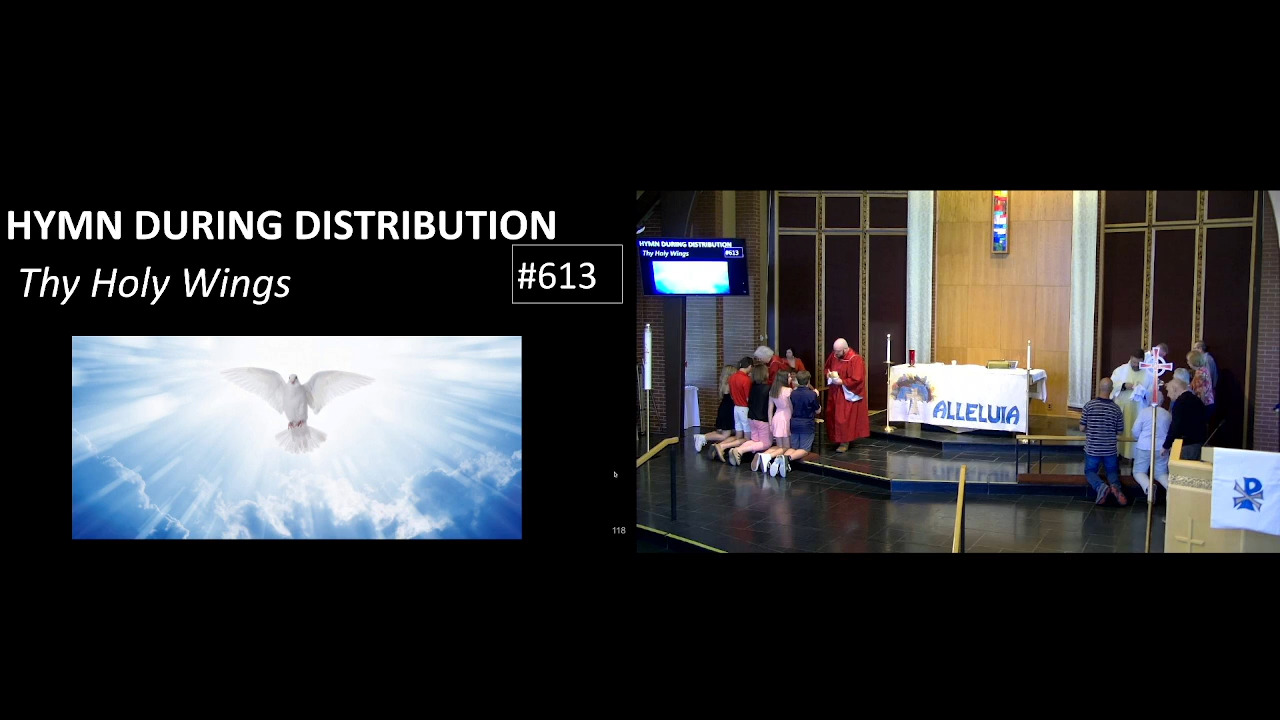 HYMN DURING DISTRIBUTION
Thy Holy Wings
#613
118
HYMN DURING DISTRIBUTION
Thy Holy Wings
#613
ALLELUIA